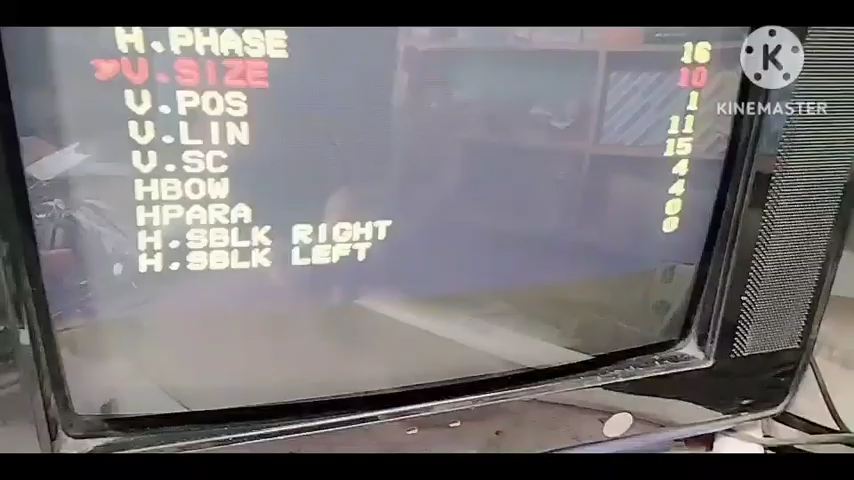 H.PHASE 16
V.SIZE 10
V.POS 1
V.LIN 11
V.SC 15
HBOW 4
HPARA 4
H.SBLK RIGHT 0
H.SBLK LEFT 0
K
KINEMASTER